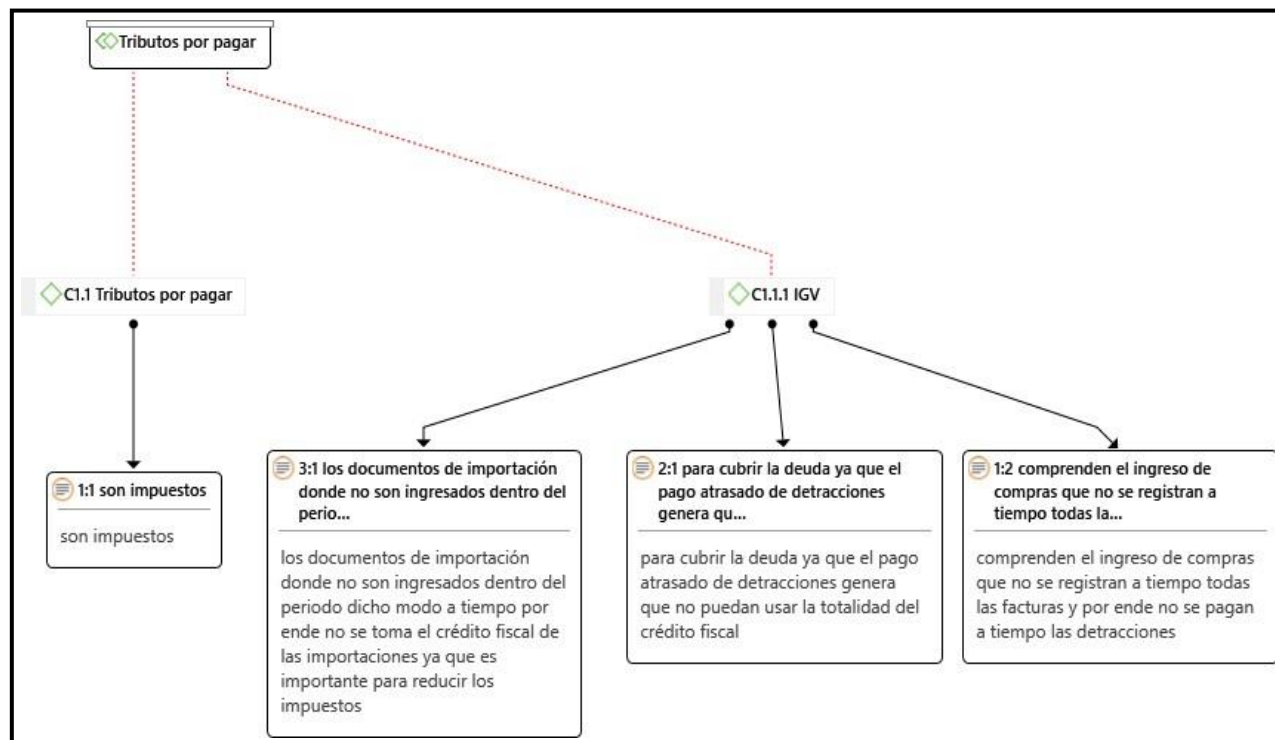 Tributos por pagar
C1.1 Tributos por pagar
C1.1.1 IGV
1:1 son impuestos
son impuestos
3:1 los documentos de importación
donde no son ingresados dentro del
perio...
los documentos de importación
donde no son ingresados dentro del
periodo dicho modo a tiempo por
ende no se toma el crédito fiscal de
las importaciones ya que es
importante para reducir los
impuestos
2:1 para cubrir la deuda ya que el
pago atrasado de detracciones
genera qu...
para cubrir la deuda ya que el pago
atrasado de detracciones genera
que no puedan usar la totalidad del
crédito fiscal
1:2 comprenden el ingreso de
compras que no se registran a
tiempo todas la...
comprenden el ingreso de compras
que no se registran a tiempo todas
las facturas y por ende no se pagan
a tiempo las detracciones